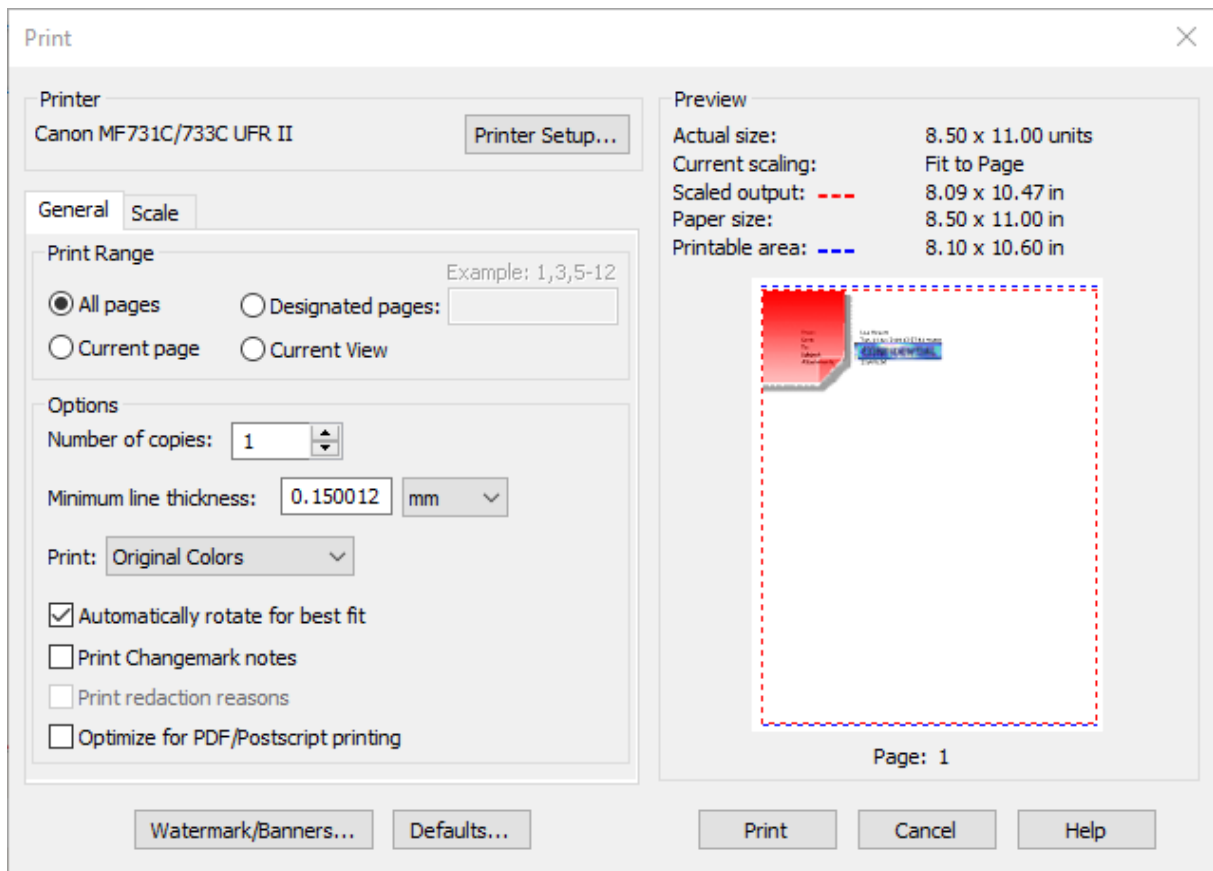 Print
Printer
Canon MF731C/733C UFR II
Printer Setup...
General
Scale
Print Range
Example: 1,3,5-12
All pages
Designated pages:
Current page
Current View
Options
Number of copies: 1
Minimum line thickness: 0.150012 mm
Print: Original Colors
Automatically rotate for best fit
Print Changemark notes
Print redaction reasons
Optimize for PDF/Postscript printing
Watermark/Banners...
Defaults...
Preview
Actual size: 8.50 x 11.00 units
Current scaling: Fit to Page
Scaled output: 8.09 x 10.47 in
Paper size: 8.50 x 11.00 in
Printable area: 8.10 x 10.60 in
To:
Subject
Page: 1
Print
Cancel
Help